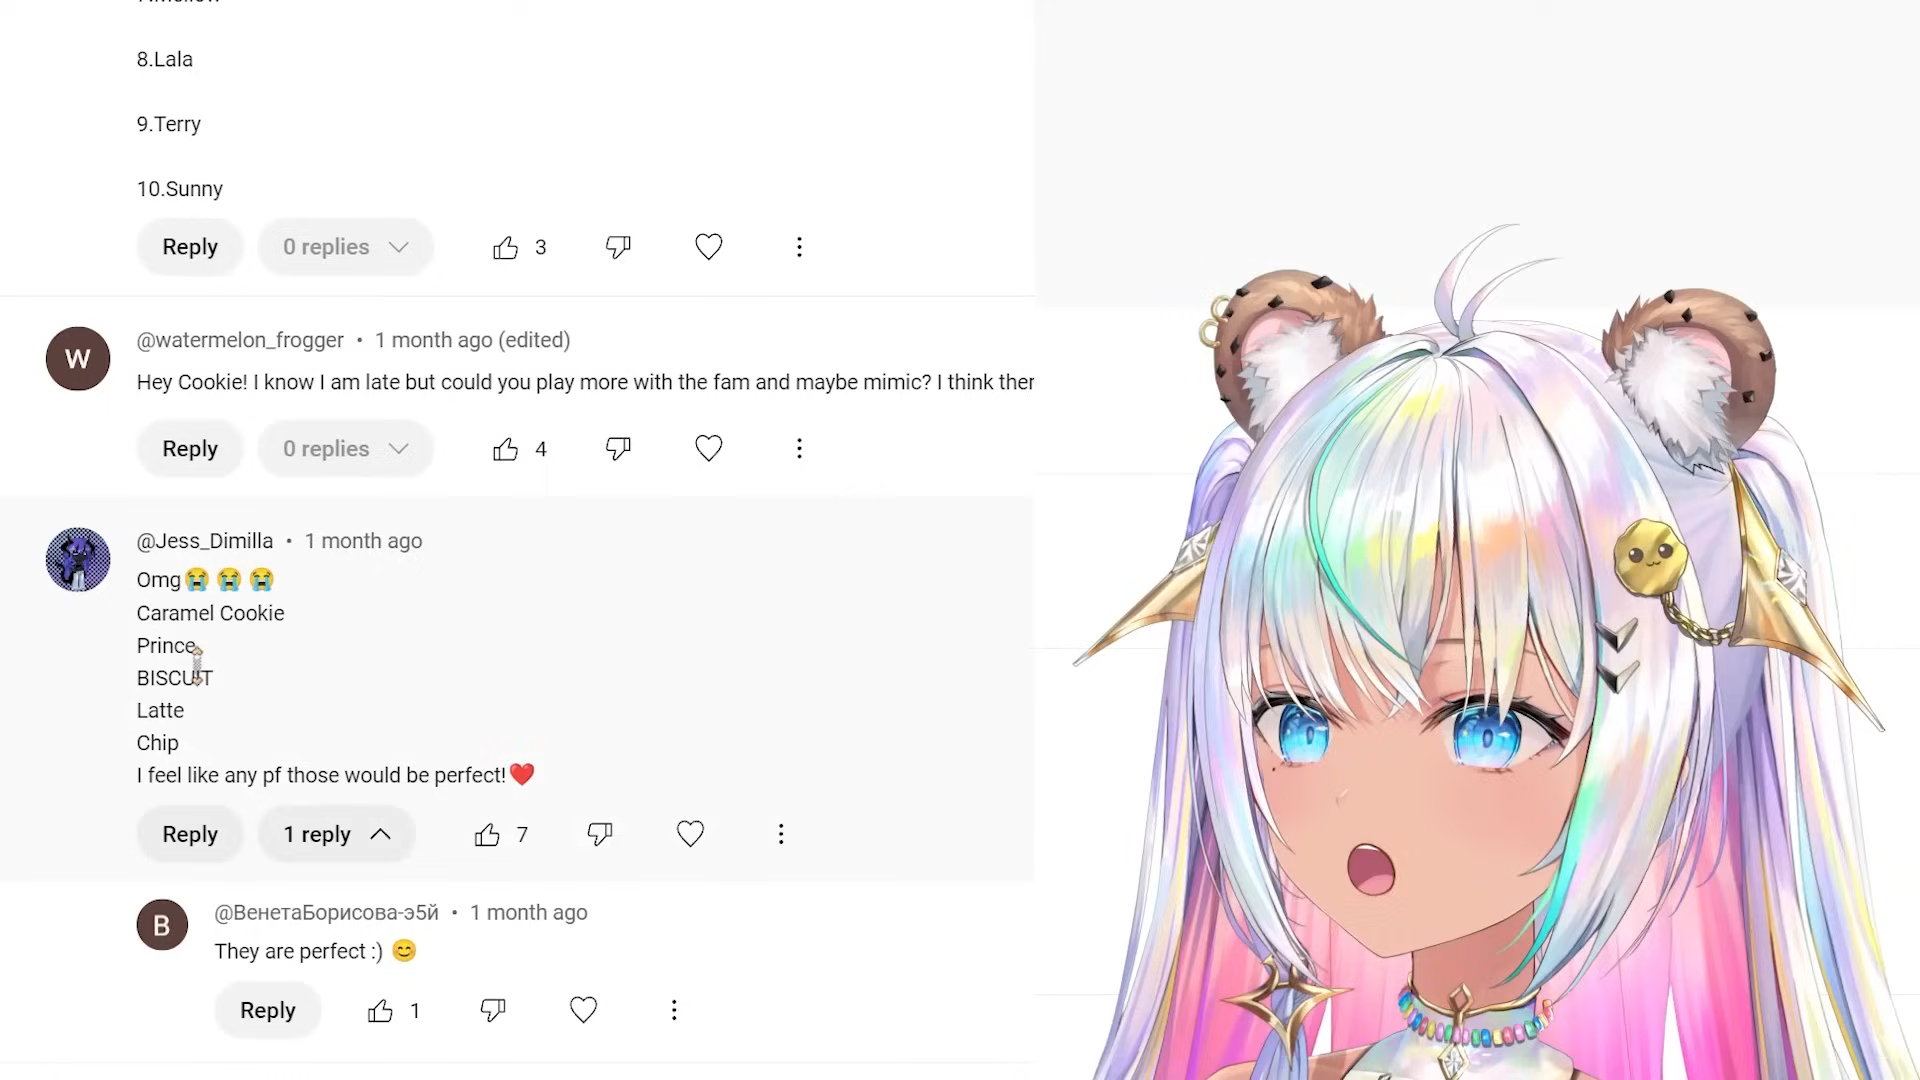 8.Lala
9.Terry
10.Sunny
Reply
0 replies
3
W
@watermelon_frogger • 1 month ago (edited)
Hey Cookie! I know I am late but could you play more with the fam and maybe mimic? I think ther
Reply
0 replies
4
@Jess_Dimilla • 1 month ago
Omg😭😭😭
Caramel Cookie
Prince
BISCUIT
Latte
Chip
I feel like any pf those would be perfect!❤️
Reply
1 reply
7
B
@ВенетаБорисова-э5й • 1 month ago
They are perfect :) 😊
Reply
1